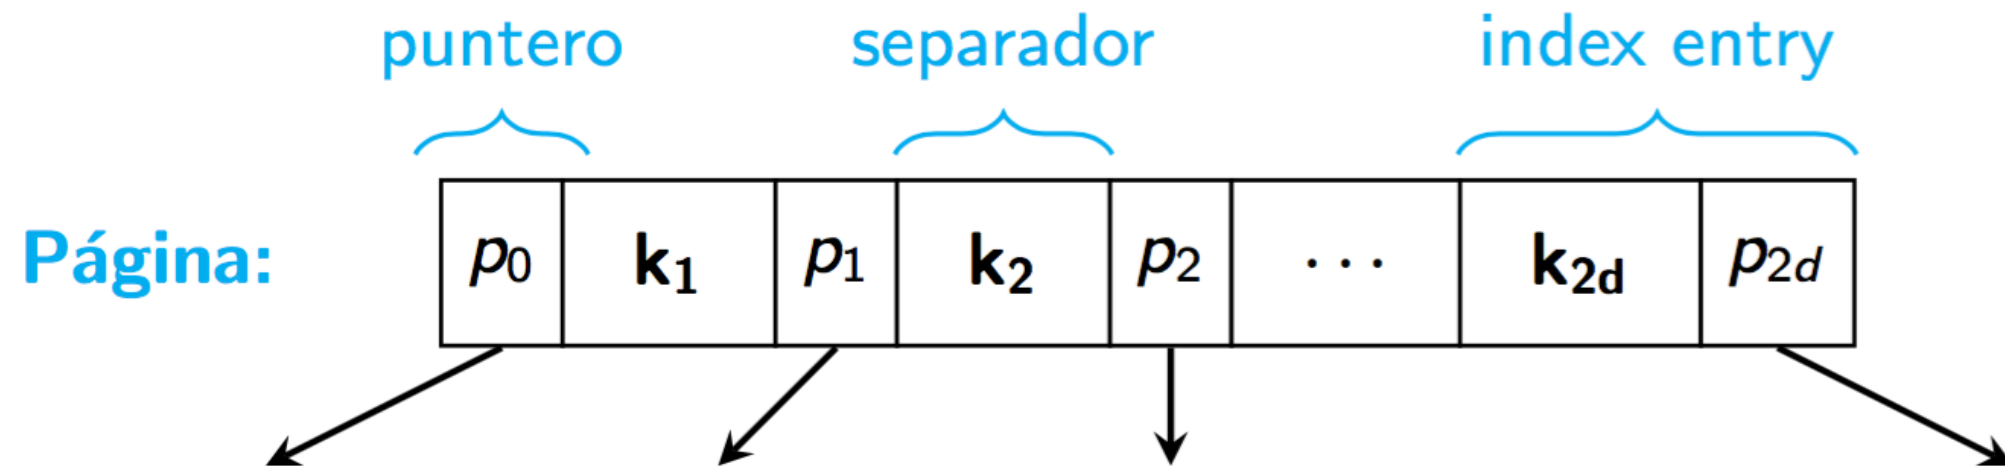 puntero separador index entry
Página: p₀ k₁ p₁ k₂ p₂ ··· k₂d p₂d